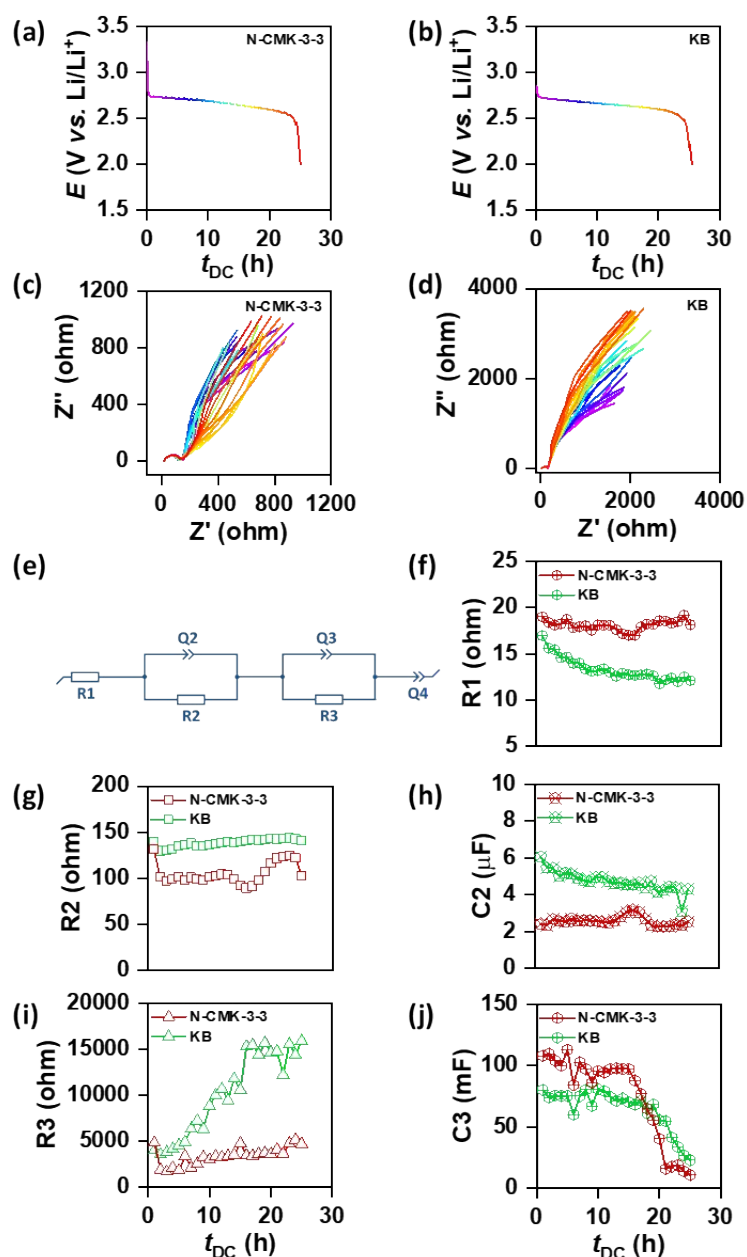 (a)
N-CMK-3-3
E (V vs. Li/Li⁺)
3.5
3.0
2.5
2.0
1.5
0 10 20 30
t_DC (h)
(b)
KB
E (V vs. Li/Li⁺)
3.5
3.0
2.5
2.0
1.5
0 10 20 30
t_DC (h)
(c)
N-CMK-3-3
Z'' (ohm)
1200
800
400
0
0 400 800 1200
Z' (ohm)
(d)
KB
Z'' (ohm)
4000
2000
0
0 2000 4000
Z' (ohm)
(e)
R1
Q2
R2
Q3
R3
Q4
(f)
N-CMK-3-3
KB
R1 (ohm)
25
20
15
10
5
(g)
N-CMK-3-3
KB
R2 (ohm)
200
150
100
50
0
(h)
N-CMK-3-3
KB
C2 (μF)
10
8
6
4
2
0
(i)
N-CMK-3-3
KB
R3 (ohm)
20000
15000
10000
5000
0
0 10 20 30
t_DC (h)
(j)
N-CMK-3-3
KB
C3 (mF)
150
100
50
0
0 10 20 30
t_DC (h)